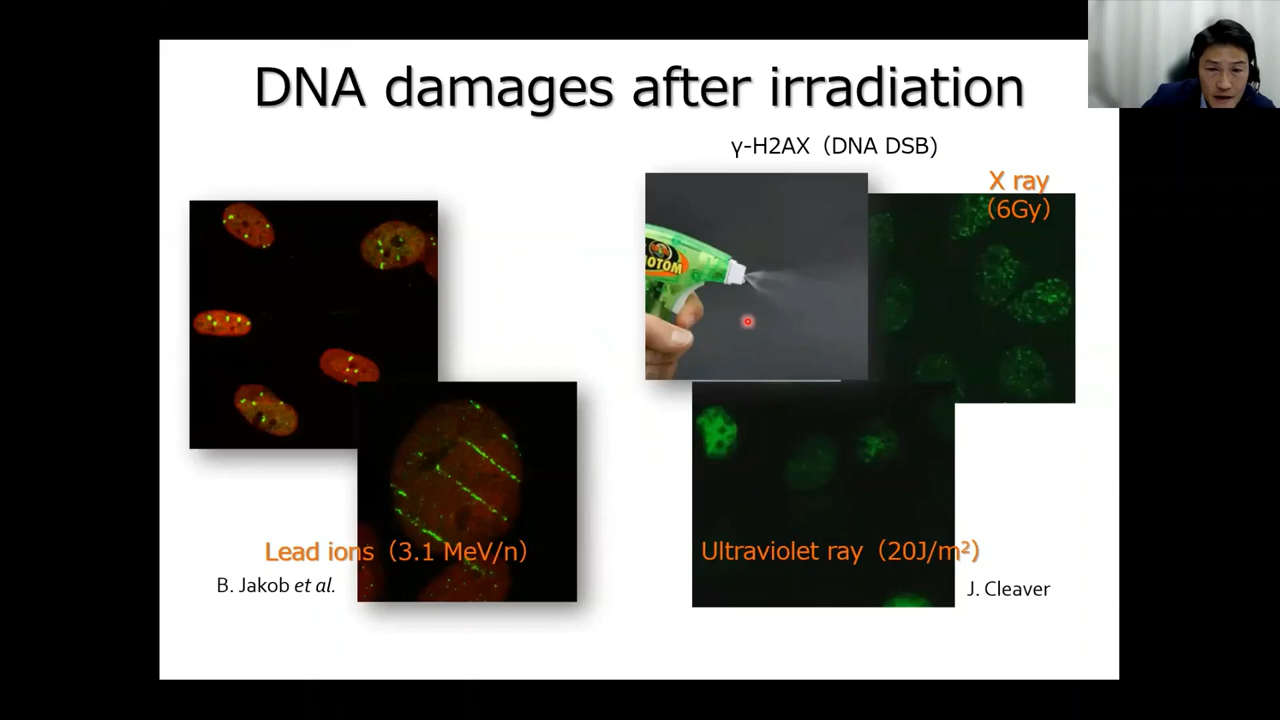 DNA damages after irradiation
γ-H2AX（DNA DSB)
X ray
（6Gy）
OTOM
Lead ions（3.1 MeV/n）
B. Jakob et al.
Ultraviolet ray（20J/m²）
J. Cleaver